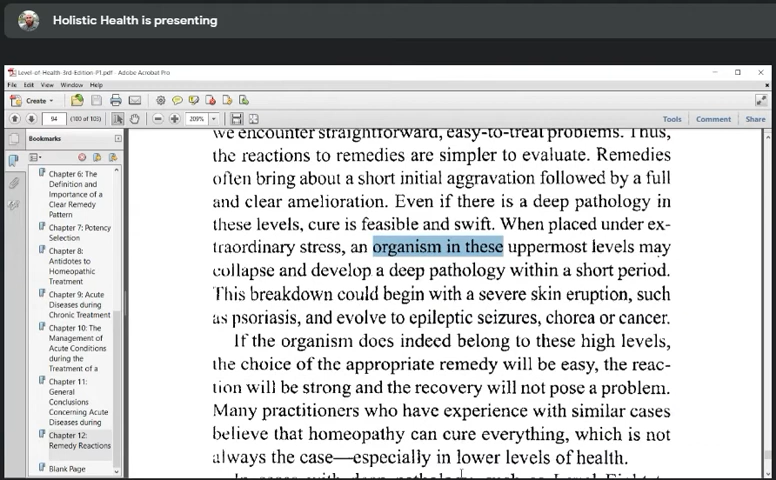 Holistic Health is presenting
Level-of-Health-3rd-Edition-P1.pdf - Adobe Acrobat Pro
File Edit View Window Help
Create
94 (100 of 103) 209%
Tools Comment Share
Bookmarks
Chapter 6: The
Definition and
Importance of a
Clear Remedy
Pattern
Chapter 7: Potency
Selection
Chapter 8:
Antidotes to
Homeopathic
Treatment
Chapter 9: Acute
Diseases during
Chronic Treatment
Chapter 10: The
Management of
Acute Conditions
during the
Treatment of a
Chapter 11:
General
Conclusions
Concerning Acute
Diseases during
Chapter 12:
Remedy Reactions
Blank Page
we encounter straightforward, easy-to-treat problems. Thus,
the reactions to remedies are simpler to evaluate. Remedies
often bring about a short initial aggravation followed by a full
and clear amelioration. Even if there is a deep pathology in
these levels, cure is feasible and swift. When placed under ex-
traordinary stress, an organism in these uppermost levels may
collapse and develop a deep pathology within a short period.
This breakdown could begin with a severe skin eruption, such
as psoriasis, and evolve to epileptic seizures, chorea or cancer.
If the organism does indeed belong to these high levels,
the choice of the appropriate remedy will be easy, the reac-
tion will be strong and the recovery will not pose a problem.
Many practitioners who have experience with similar cases
believe that homeopathy can cure everything, which is not
always the case—especially in lower levels of health.